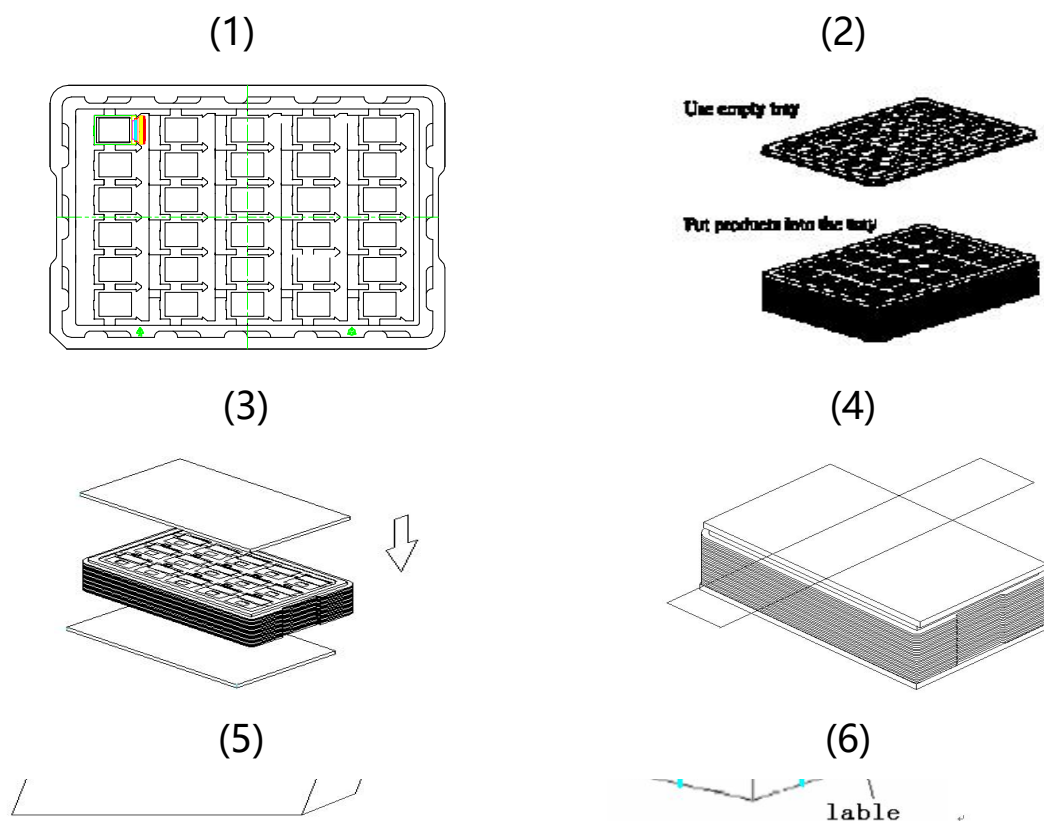 (1)
(2)
Use empty tray
Put products into the tray
(3)
(4)
(5)
(6)
lable